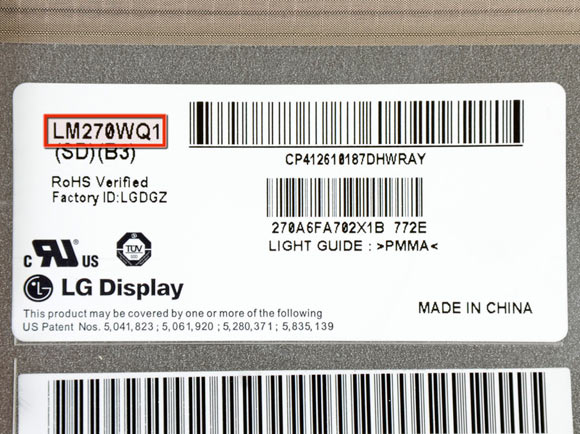 LM270WQ1
(SD)(B3)
RoHS Verified
Factory ID:LGDGZ
CP412610187DHWRAY
270A6FA702X1B 772E
LIGHT GUIDE : >PMMA<
c RU US
TÜV
LG Display
This product may be covered by one or more of the following
US Patent Nos. 5,041,823 ; 5,061,920 ; 5,280,371 ; 5,835,139
MADE IN CHINA